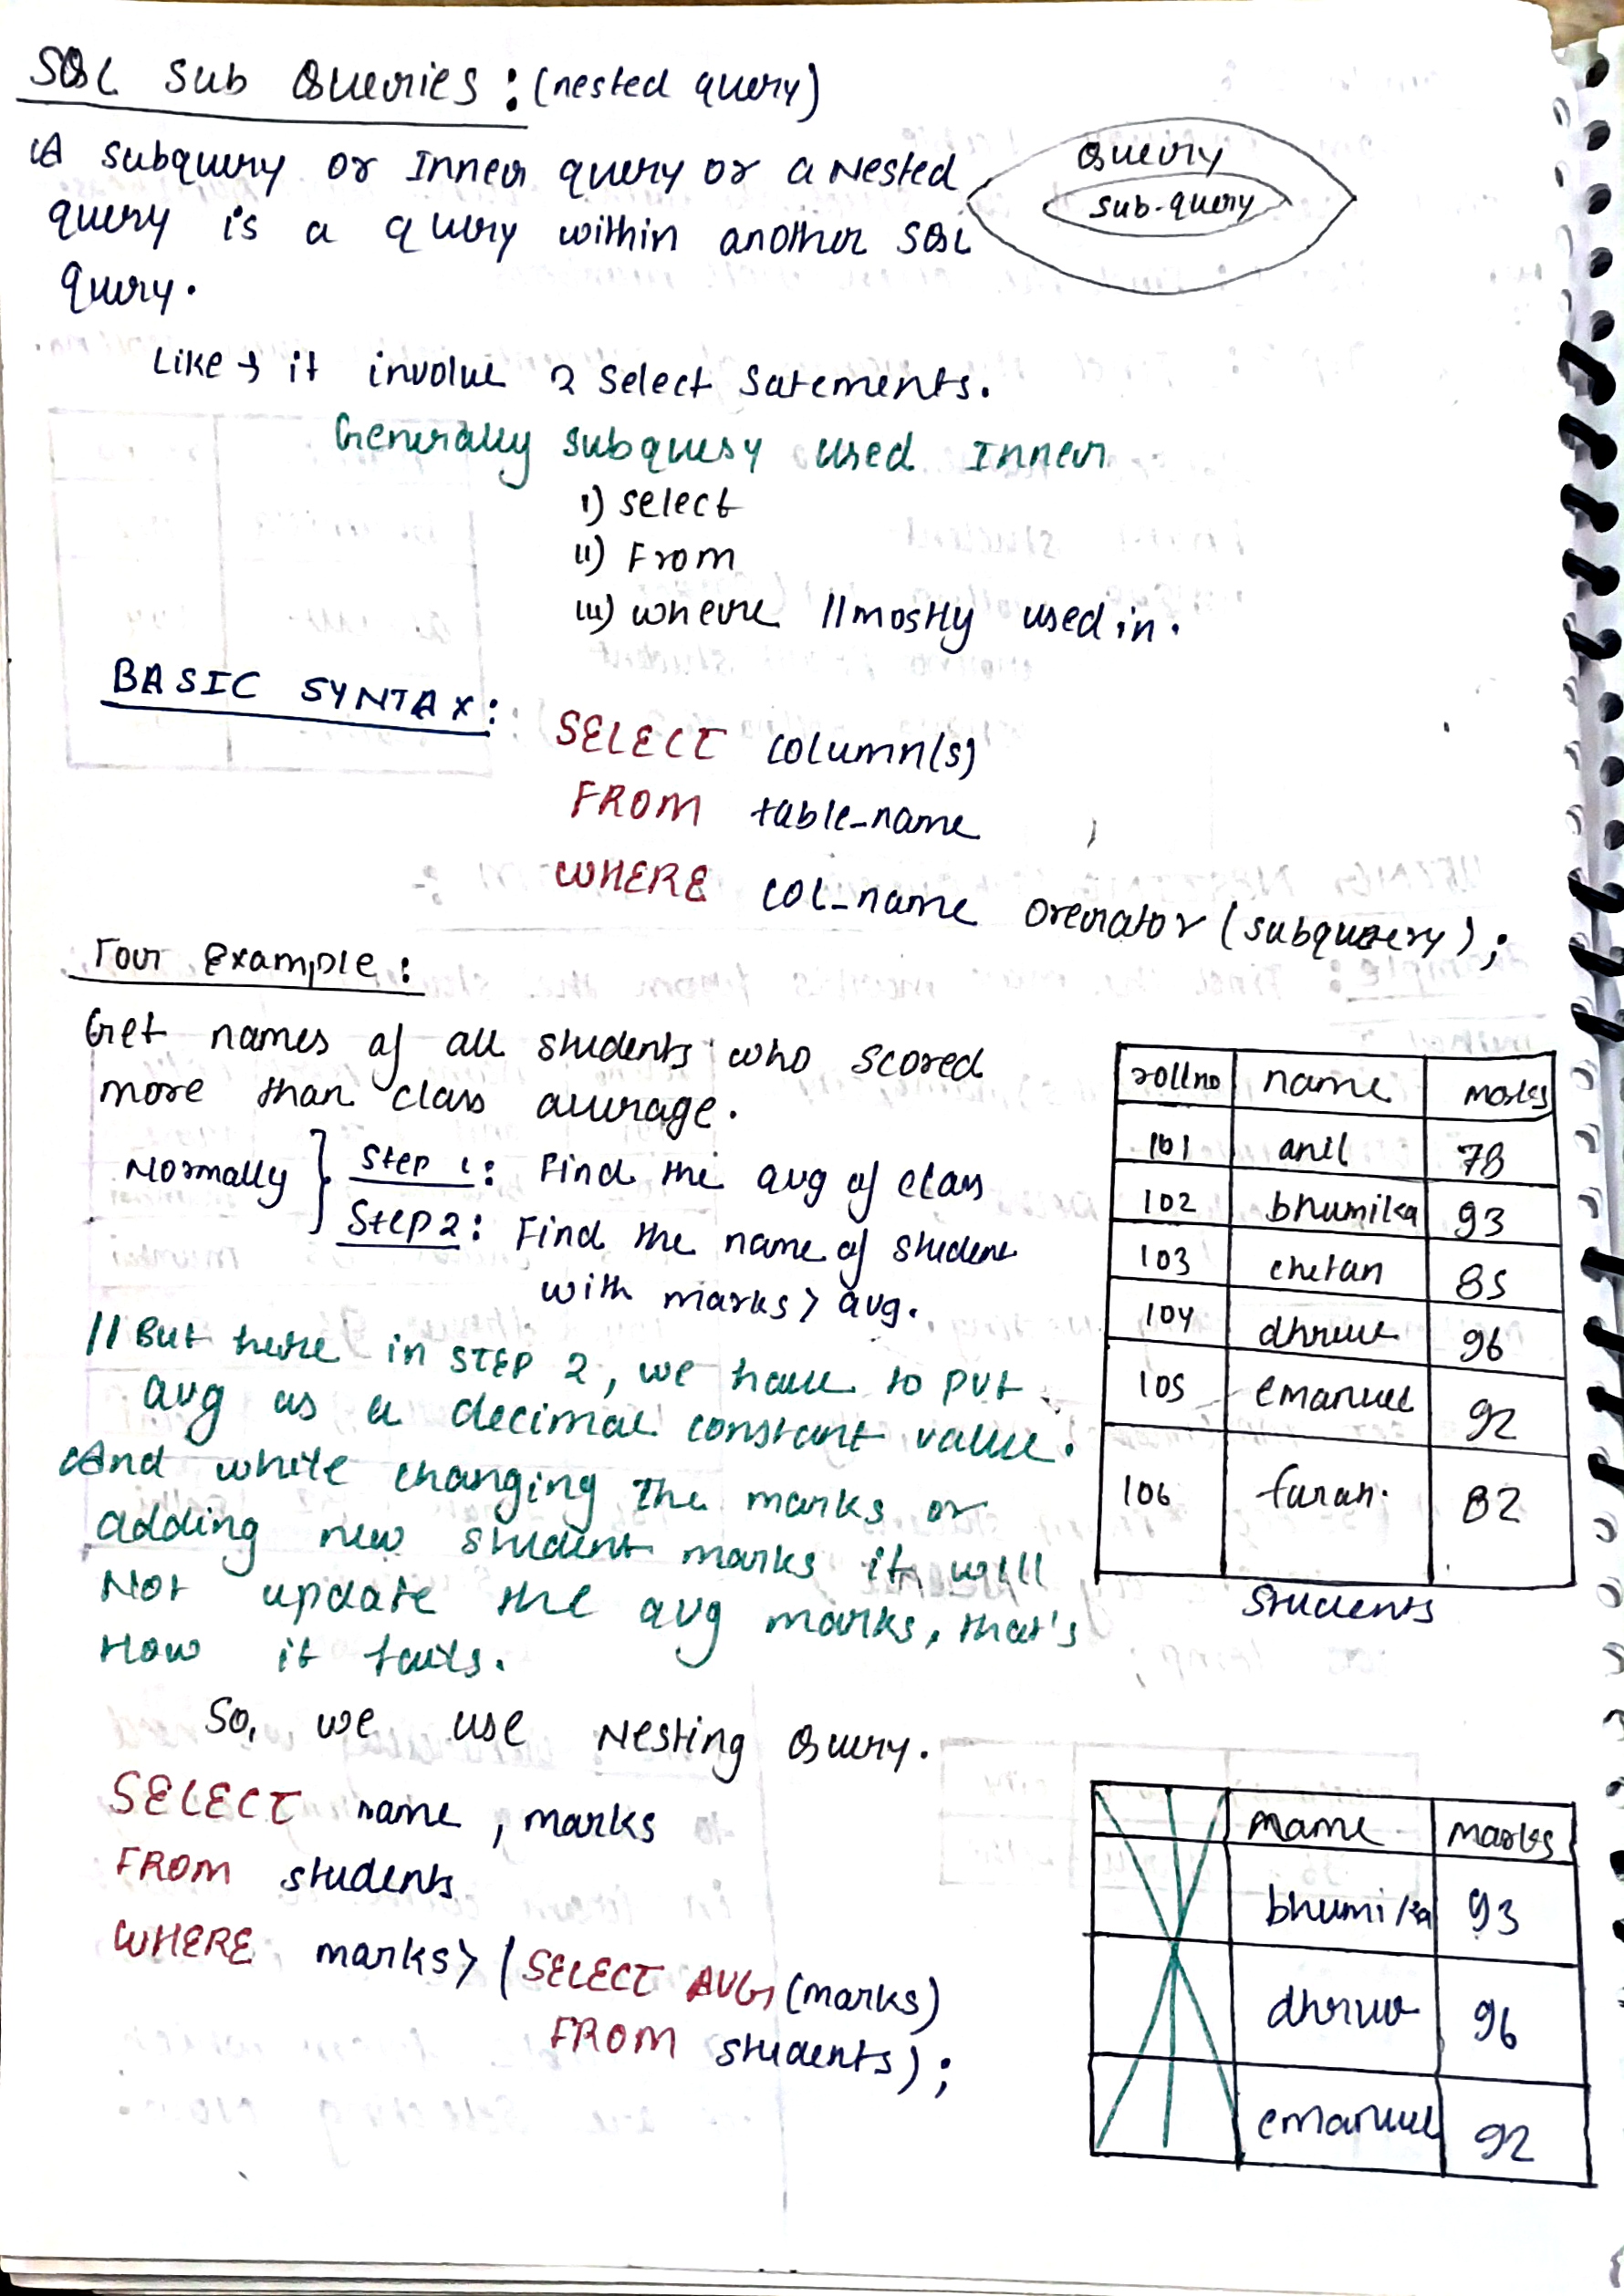 SQL Sub Queries : (nested query)
A subquery or Inner query or a Nested
query is a query within another SQL
query.
Query
sub-query
Like → it involve 2 select Satements.
Generally subquery used Inner
i) select
ii) From
iii) where // mostly used in.
BASIC SYNTAX :
SELECT column(s)
FROM table_name
WHERE col_name operator (subquery) ;
For Example :
Get names of all students who scored
more than class average.
Normally } Step 1 : Find the avg of class
Step 2 : Find the name of student
with marks > avg.
// But here in STEP 2, we have to put
avg as a decimal constant value.
And while changing The marks or
adding new student marks it will
Not update the avg marks, that's
How it fails.
rollno name marks
101 anil 78
102 bhumika 93
103 chetan 85
104 dhruv 96
105 emanuel 92
106 farah. 82
Students
So, we use Nesting Query.
SELECT name , marks
FROM students
WHERE marks > ( SELECT AVG (marks)
FROM students ) ;
name marks
bhumika 93
dhruv 96
emanuel 92